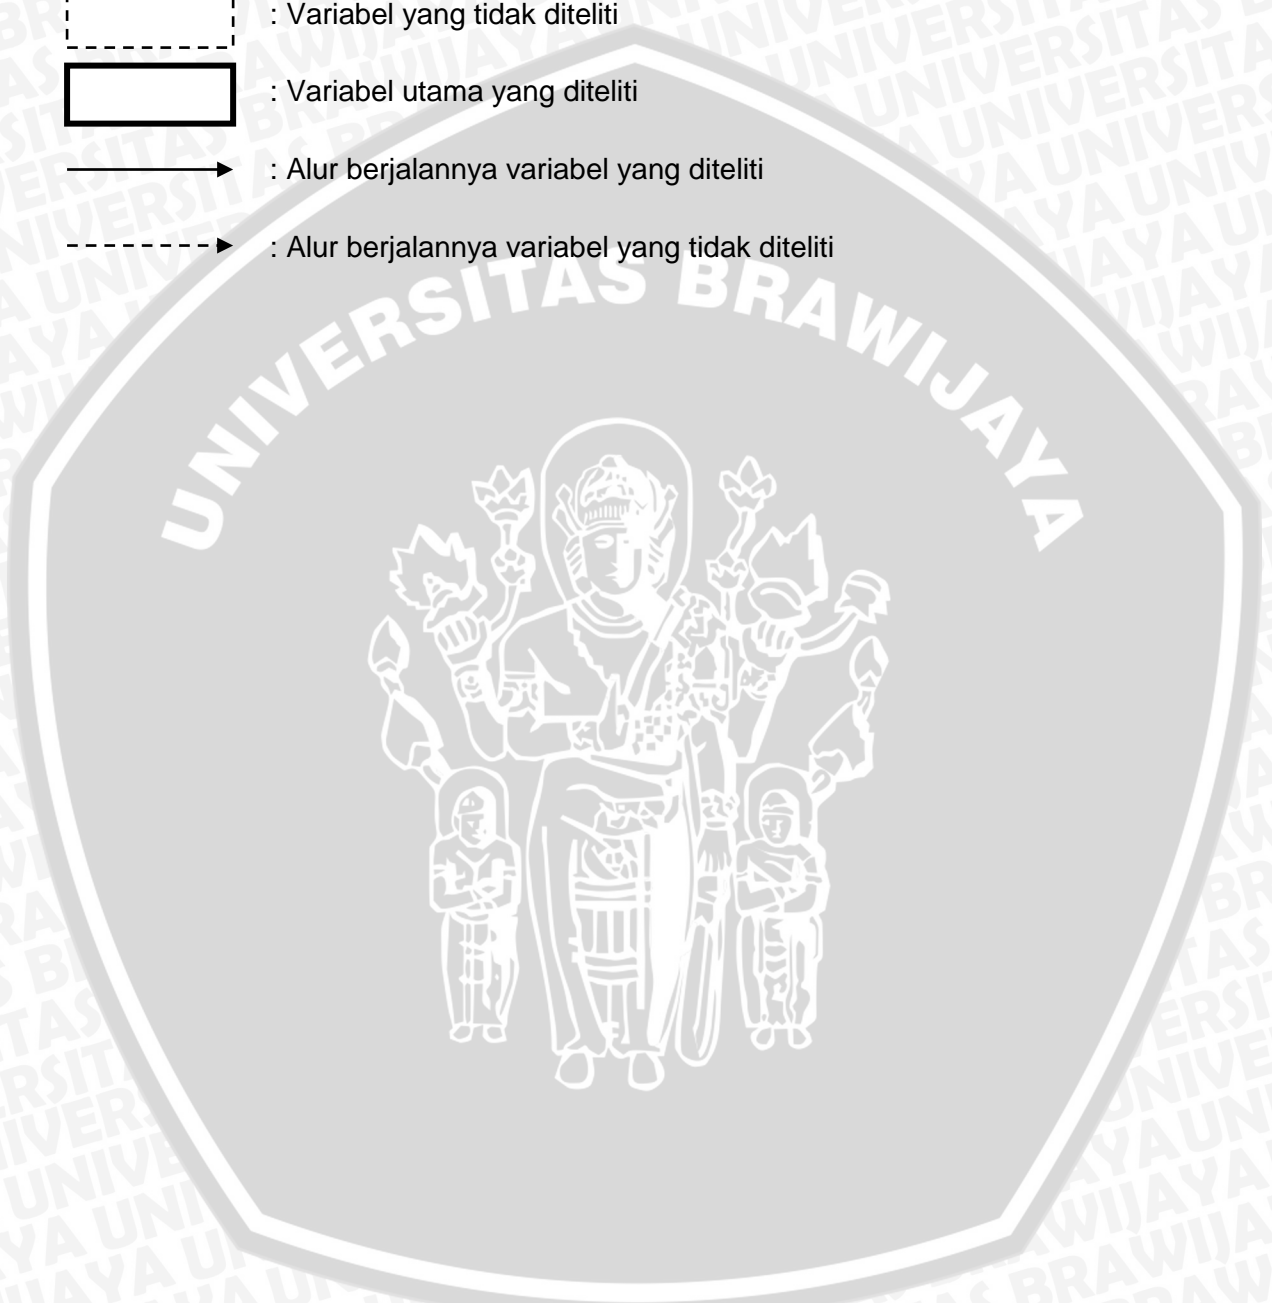 : Variabel yang tidak diteliti
: Variabel utama yang diteliti
: Alur berjalannya variabel yang diteliti
: Alur berjalannya variabel yang tidak diteliti
UNIVERSITAS BRAWIJAYA